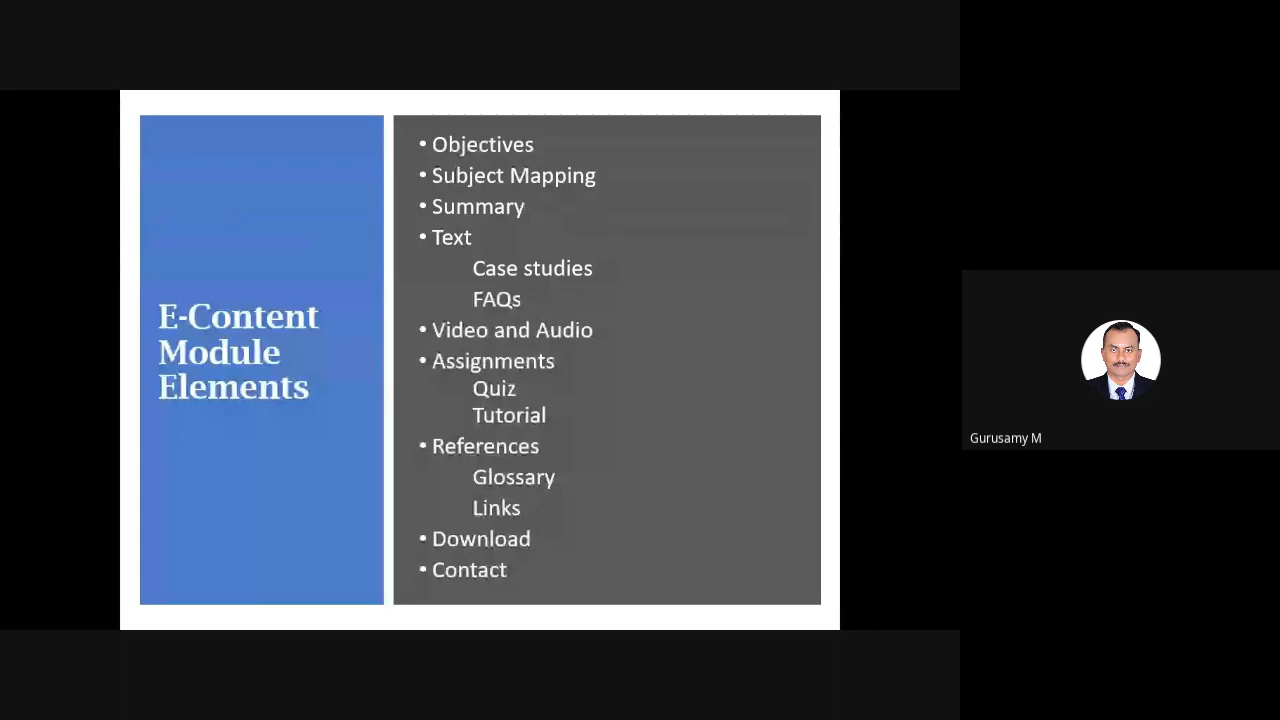 E-Content
Module
Elements
• Objectives
• Subject Mapping
• Summary
• Text
Case studies
FAQs
• Video and Audio
• Assignments
Quiz
Tutorial
• References
Glossary
Links
• Download
• Contact
Gurusamy M